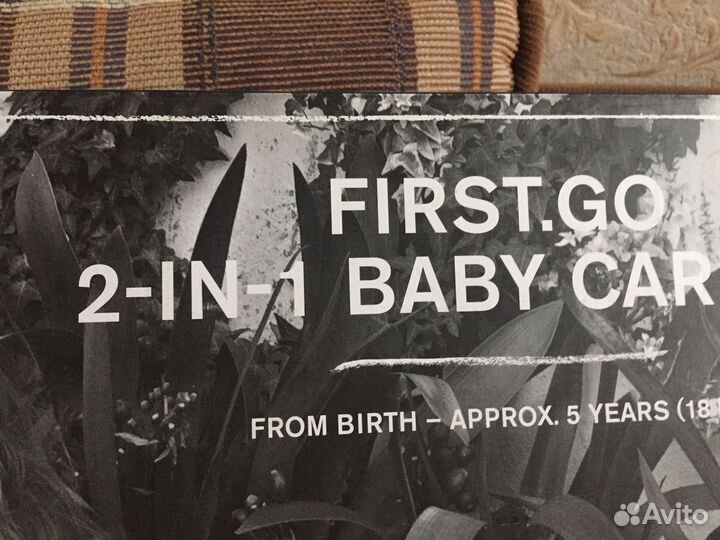 FIRST.GO
2-IN-1 BABY CAR
FROM BIRTH – APPROX. 5 YEARS (18
Avito